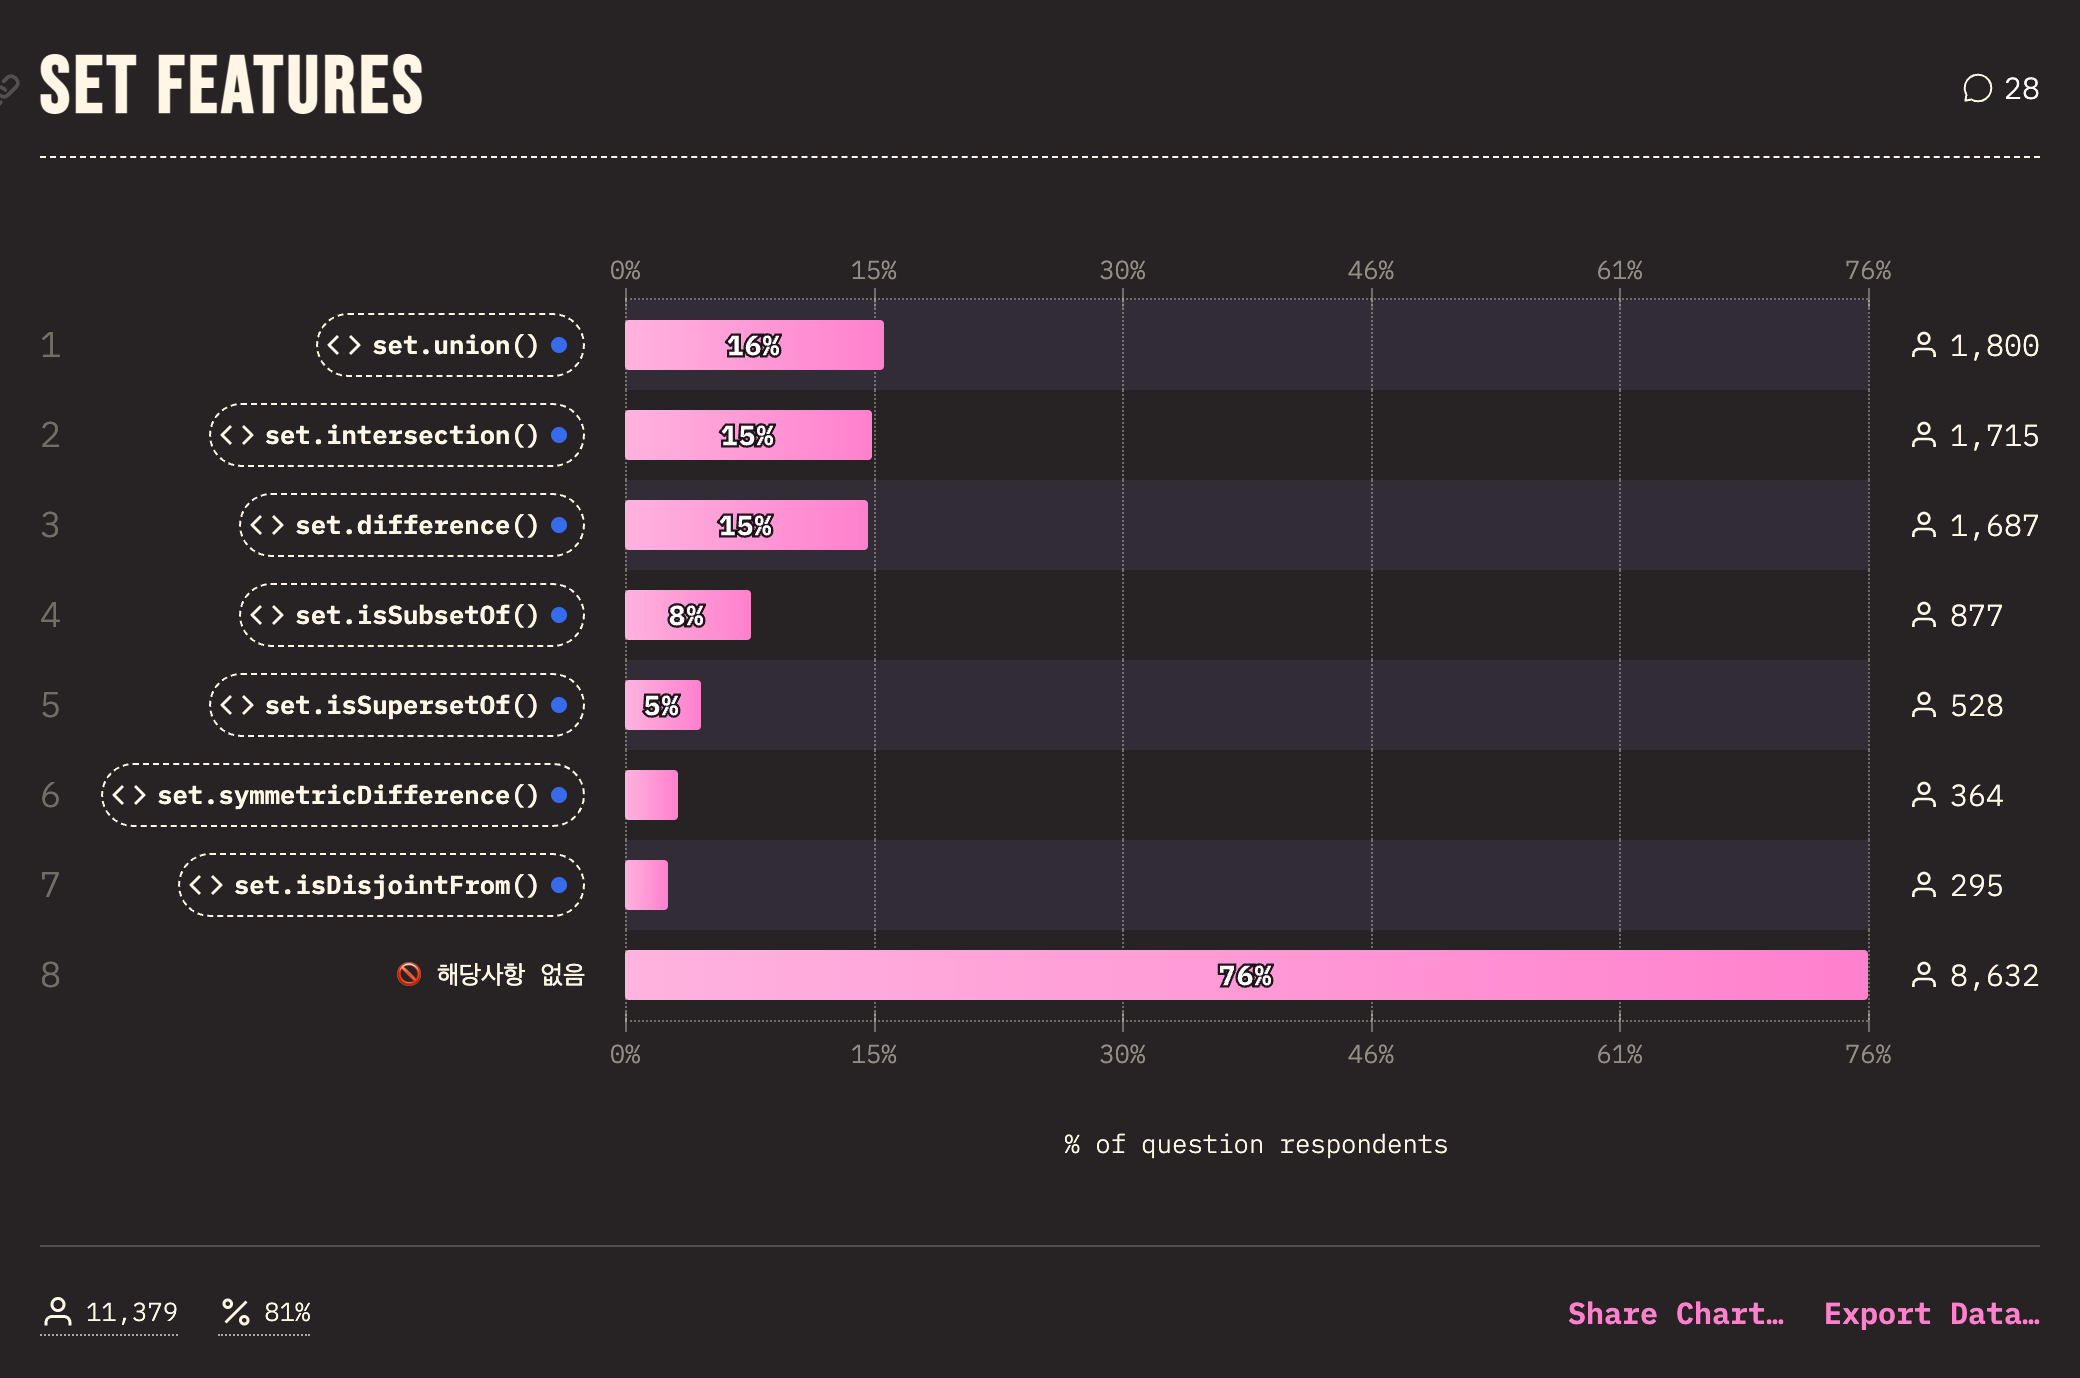 SET FEATURES
28
0% 15% 30% 46% 61% 76%
1 <> set.union() 16% 1,800
2 <> set.intersection() 15% 1,715
3 <> set.difference() 15% 1,687
4 <> set.isSubsetOf() 8% 877
5 <> set.isSupersetOf() 5% 528
6 <> set.symmetricDifference() 364
7 <> set.isDisjointFrom() 295
8 🚫 해당사항 없음 76% 8,632
0% 15% 30% 46% 61% 76%
% of question respondents
11,379 % 81% Share Chart… Export Data…